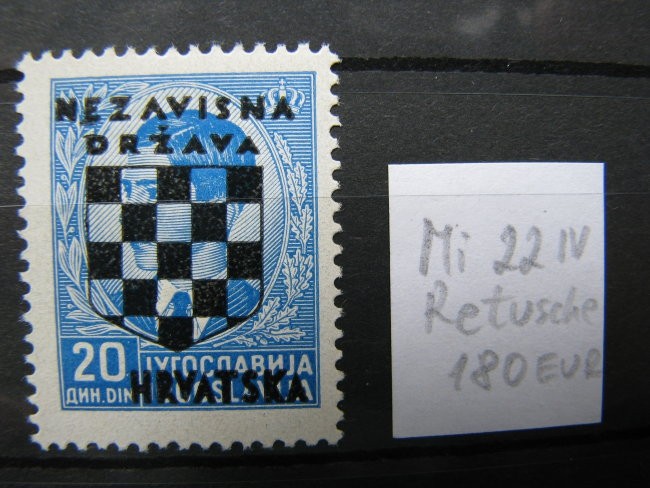 NEZAVISNA
DRŽAVA
20 ЈУГОСЛАВИЈА
ДИН. DIN
HRVATSKA
Mi 22 IV
Retusche
180 EUR